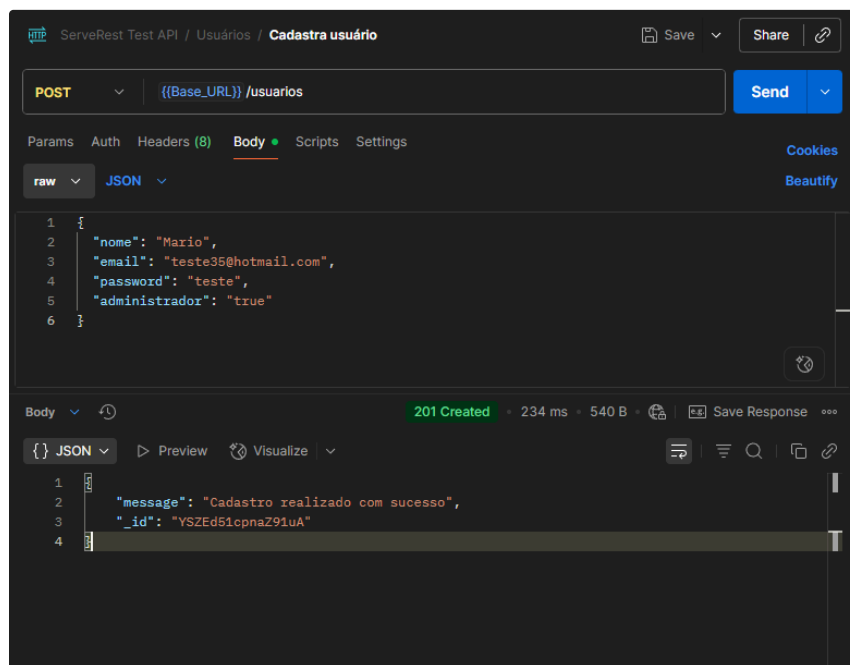 HTTP ServeRest Test API / Usuários / Cadastra usuário Save Share
POST {{Base_URL}} /usuarios Send
Params Auth Headers (8) Body Scripts Settings Cookies
raw JSON Beautify
1 {
2 "nome": "Mario",
3 "email": "teste35@hotmail.com",
4 "password": "teste",
5 "administrador": "true"
6 }
Body 201 Created 234 ms 540 B e.g. Save Response
{} JSON Preview Visualize
1 {
2 "message": "Cadastro realizado com sucesso",
3 "_id": "YSZEd51cpnaZ91uA"
4 }